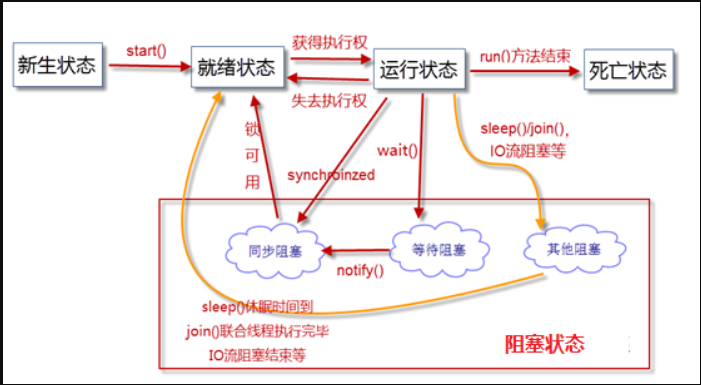 新生状态
start()
就绪状态
获得执行权
失去执行权
运行状态
run()方法结束
死亡状态
锁
可
用
synchroinzed
wait()
sleep()/join(),
IO流阻塞等
同步阻塞
notify()
等待阻塞
其他阻塞
sleep()休眠时间到
join()联合线程执行完毕
IO流阻塞结束等
阻塞状态